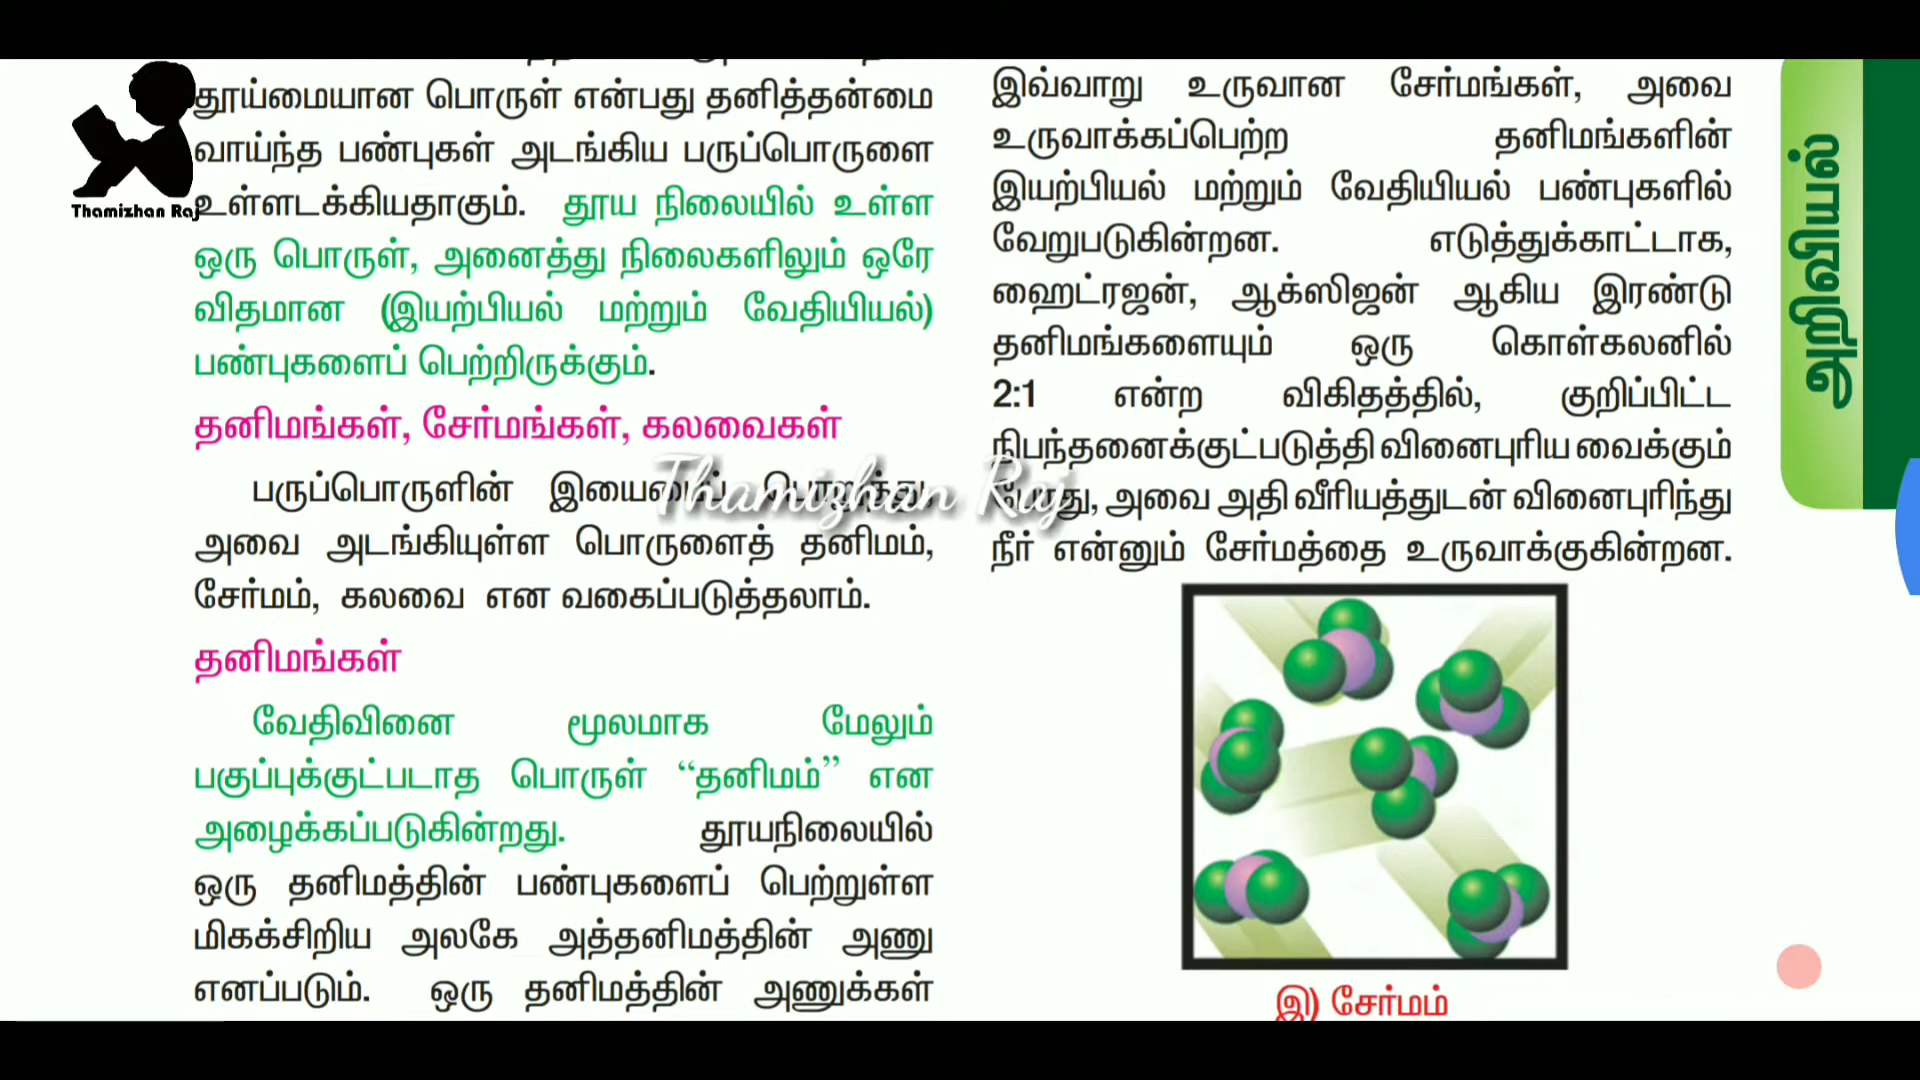 தூய்மையான பொருள் என்பது தனித்தன்மை
வாய்ந்த பண்புகள் அடங்கிய பருப்பொருளை
உள்ளடக்கியதாகும். தூய நிலையில் உள்ள
ஒரு பொருள், அனைத்து நிலைகளிலும் ஒரே
விதமான (இயற்பியல் மற்றும் வேதியியல்)
பண்புகளைப் பெற்றிருக்கும்.
தனிமங்கள், சேர்மங்கள், கலவைகள்
பருப்பொருளின் இயைபைப் பொறுத்து,
அவை அடங்கியுள்ள பொருளைத் தனிமம்,
சேர்மம், கலவை என வகைப்படுத்தலாம்.
தனிமங்கள்
வேதிவினை மூலமாக மேலும்
பகுப்புக்குட்படாத பொருள் “தனிமம்” என
அழைக்கப்படுகின்றது. தூயநிலையில்
ஒரு தனிமத்தின் பண்புகளைப் பெற்றுள்ள
மிகக்சிறிய அலகே அத்தனிமத்தின் அணு
எனப்படும். ஒரு தனிமத்தின் அணுக்கள்
இவ்வாறு உருவான சேர்மங்கள், அவை
உருவாக்கப்பெற்ற தனிமங்களின்
இயற்பியல் மற்றும் வேதியியல் பண்புகளில்
வேறுபடுகின்றன. எடுத்துக்காட்டாக,
ஹைட்ரஜன், ஆக்ஸிஜன் ஆகிய இரண்டு
தனிமங்களையும் ஒரு கொள்கலனில்
2:1 என்ற விகிதத்தில், குறிப்பிட்ட
நிபந்தனைக்குட்படுத்தி வினைபுரிய வைக்கும்
போது, அவை அதி வீரியத்துடன் வினைபுரிந்து
நீர் என்னும் சேர்மத்தை உருவாக்குகின்றன.
இ) சேர்மம்
அறிவியல்
Thamizhan Raj
Thamizhan Raj